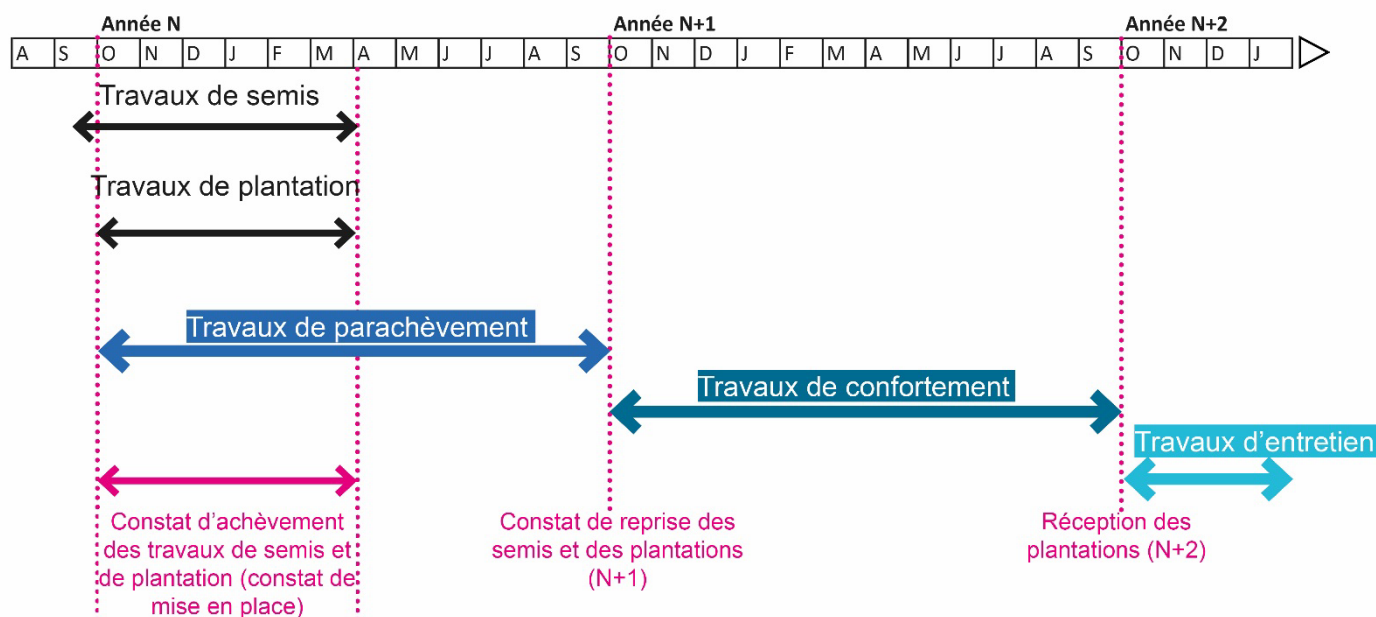 Année N Année N+1 Année N+2
A S O N D J F M A M J J A S O N D J F M A M J J A S O N D J
Travaux de semis
Travaux de plantation
Travaux de parachèvement
Travaux de confortement
Travaux d'entretien
Constat d'achèvement
des travaux de semis et
de plantation (constat de
mise en place)
Constat de reprise des
semis et des plantations
(N+1)
Réception des
plantations (N+2)